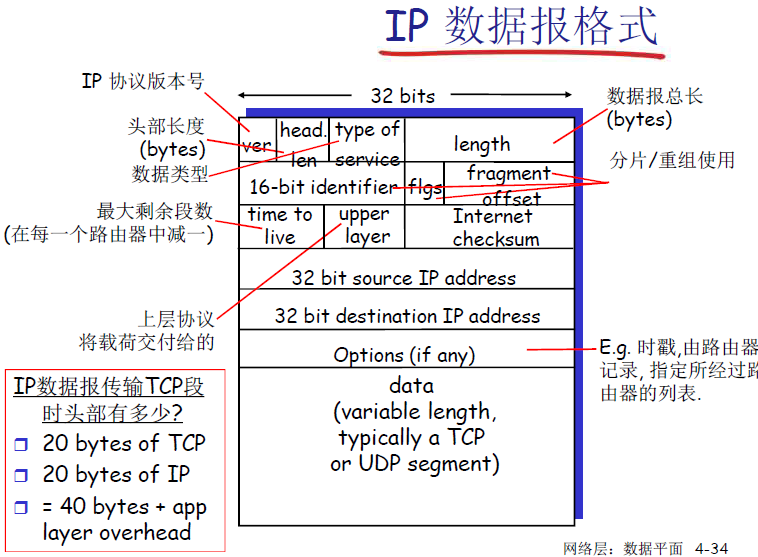 IP 数据报格式
32 bits
IP 协议版本号
头部长度
(bytes)
数据类型
最大剩余段数
(在每一个路由器中减一)
上层协议
将载荷交付给的
ver
head.
len
type of
service
length
16-bit identifier
flgs
fragment
offset
time to
live
upper
layer
Internet
checksum
32 bit source IP address
32 bit destination IP address
Options (if any)
data
(variable length,
typically a TCP
or UDP segment)
数据报总长
(bytes)
分片/重组使用
E.g. 时戳,由路由器
记录, 指定所经过路
由器的列表.
IP数据报传输TCP段
时头部有多少?
❒ 20 bytes of TCP
❒ 20 bytes of IP
❒ = 40 bytes + app
layer overhead
网络层：数据平面 4-34